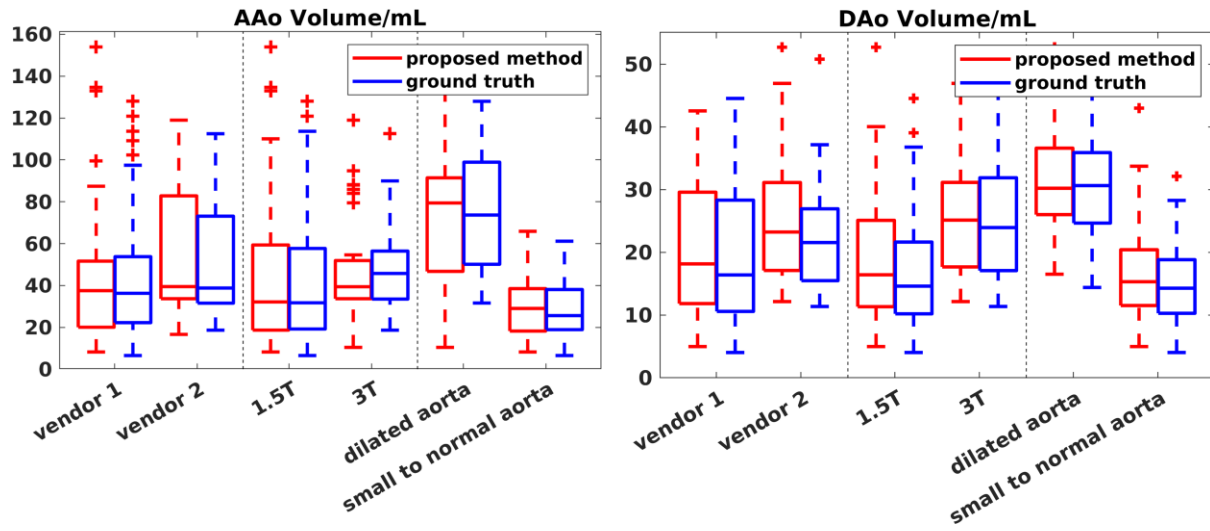 AAo Volume/mL
160
140
120
100
80
60
40
20
0
proposed method
ground truth
vendor 1
vendor 2
1.5T
3T
dilated aorta
small to normal aorta
DAo Volume/mL
50
40
30
20
10
0
proposed method
ground truth
vendor 1
vendor 2
1.5T
3T
dilated aorta
small to normal aorta